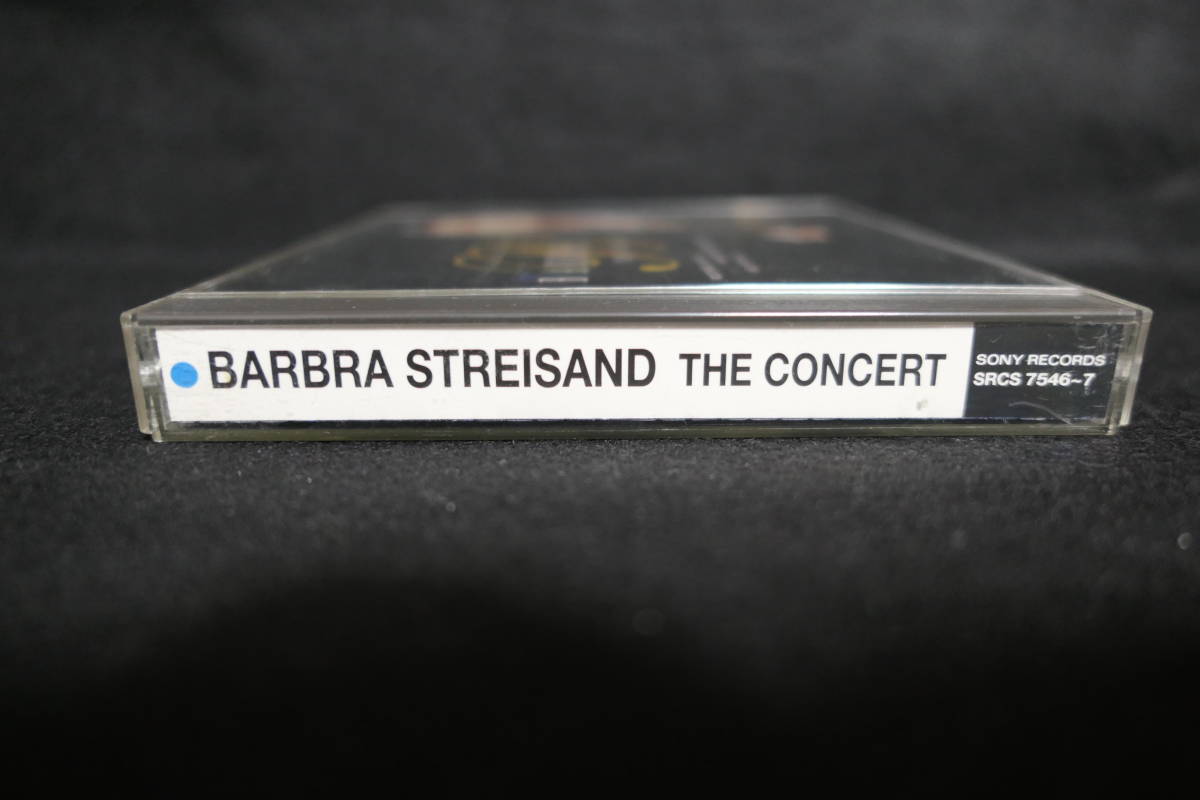 BARBRA STREISAND THE CONCERT
SONY RECORDS
SRCS 7546~7